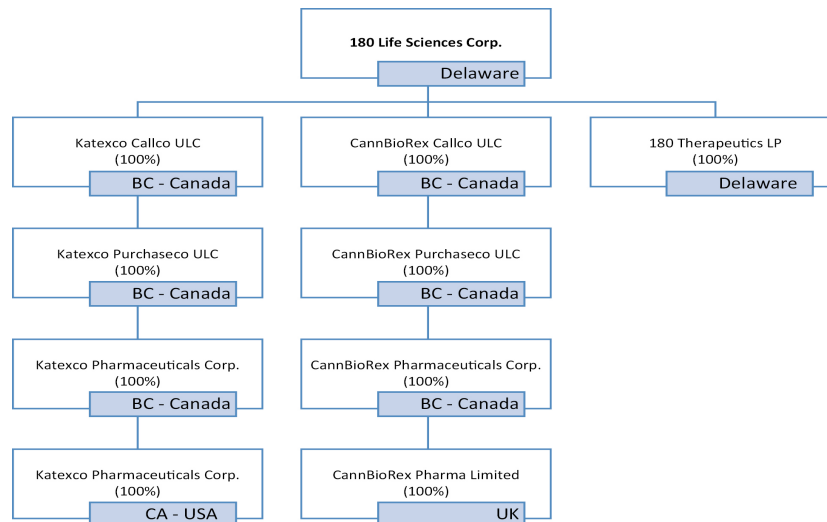 180 Life Sciences Corp.
Delaware
Katexco Callco ULC
(100%)
BC - Canada
CannBioRex Callco ULC
(100%)
BC - Canada
180 Therapeutics LP
(100%)
Delaware
Katexco Purchaseco ULC
(100%)
BC - Canada
CannBioRex Purchaseco ULC
(100%)
BC - Canada
Katexco Pharmaceuticals Corp.
(100%)
BC - Canada
CannBioRex Pharmaceuticals Corp.
(100%)
BC - Canada
Katexco Pharmaceuticals Corp.
(100%)
CA - USA
CannBioRex Pharma Limited
(100%)
UK